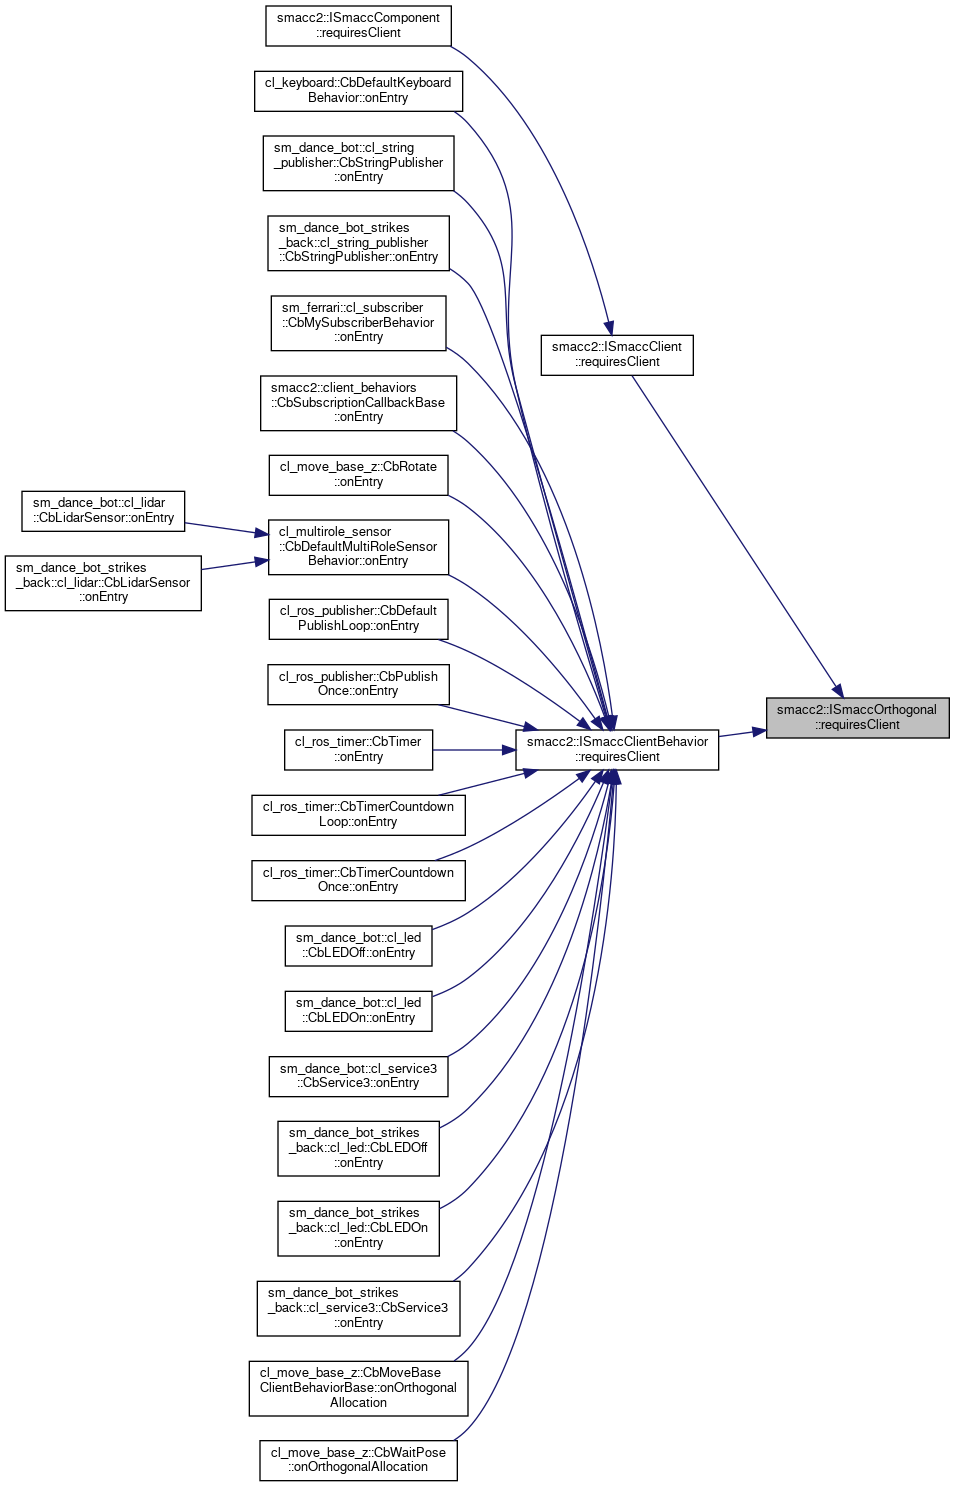 smacc2::ISmaccComponent
::requiresClient
cl_keyboard::CbDefaultKeyboard
Behavior::onEntry
sm_dance_bot::cl_string
_publisher::CbStringPublisher
::onEntry
sm_dance_bot_strikes
_back::cl_string_publisher
::CbStringPublisher::onEntry
sm_ferrari::cl_subscriber
::CbMySubscriberBehavior
::onEntry
smacc2::ISmaccClient
::requiresClient
smacc2::client_behaviors
::CbSubscriptionCallbackBase
::onEntry
cl_move_base_z::CbRotate
::onEntry
sm_dance_bot::cl_lidar
::CbLidarSensor::onEntry
cl_multirole_sensor
::CbDefaultMultiRoleSensor
Behavior::onEntry
sm_dance_bot_strikes
_back::cl_lidar::CbLidarSensor
::onEntry
cl_ros_publisher::CbDefault
PublishLoop::onEntry
cl_ros_publisher::CbPublish
Once::onEntry
smacc2::ISmaccOrthogonal
::requiresClient
cl_ros_timer::CbTimer
::onEntry
smacc2::ISmaccClientBehavior
::requiresClient
cl_ros_timer::CbTimerCountdown
Loop::onEntry
cl_ros_timer::CbTimerCountdown
Once::onEntry
sm_dance_bot::cl_led
::CbLEDOff::onEntry
sm_dance_bot::cl_led
::CbLEDOn::onEntry
sm_dance_bot::cl_service3
::CbService3::onEntry
sm_dance_bot_strikes
_back::cl_led::CbLEDOff
::onEntry
sm_dance_bot_strikes
_back::cl_led::CbLEDOn
::onEntry
sm_dance_bot_strikes
_back::cl_service3::CbService3
::onEntry
cl_move_base_z::CbMoveBase
ClientBehaviorBase::onOrthogonal
Allocation
cl_move_base_z::CbWaitPose
::onOrthogonalAllocation